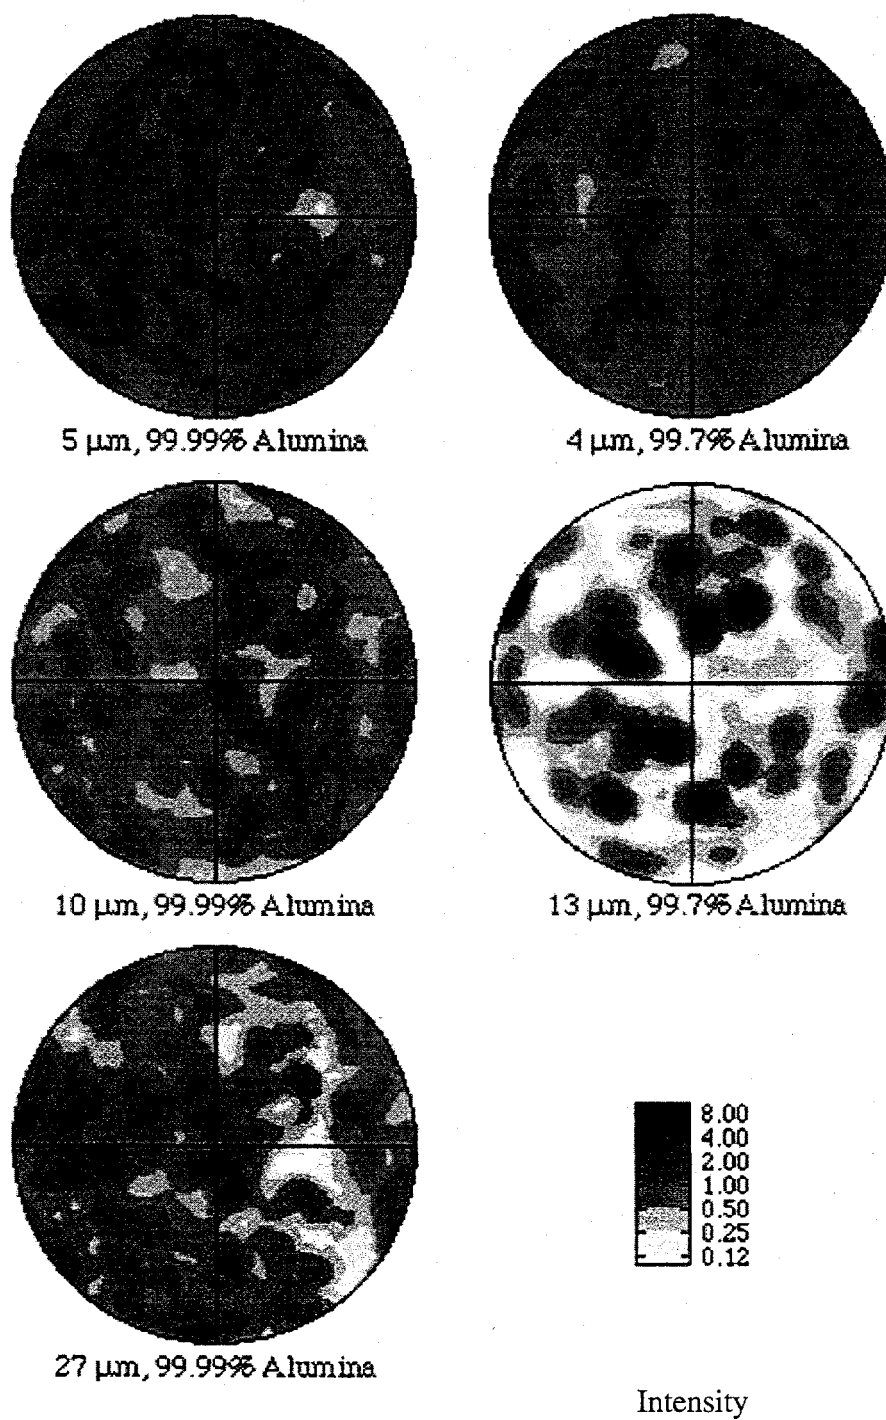 5 µm, 99.99% Alumina
4 µm, 99.7% Alumina
10 µm, 99.99% Alumina
13 µm, 99.7% Alumina
27 µm, 99.99% Alumina
8.00
4.00
2.00
1.00
0.50
0.25
0.12
Intensity